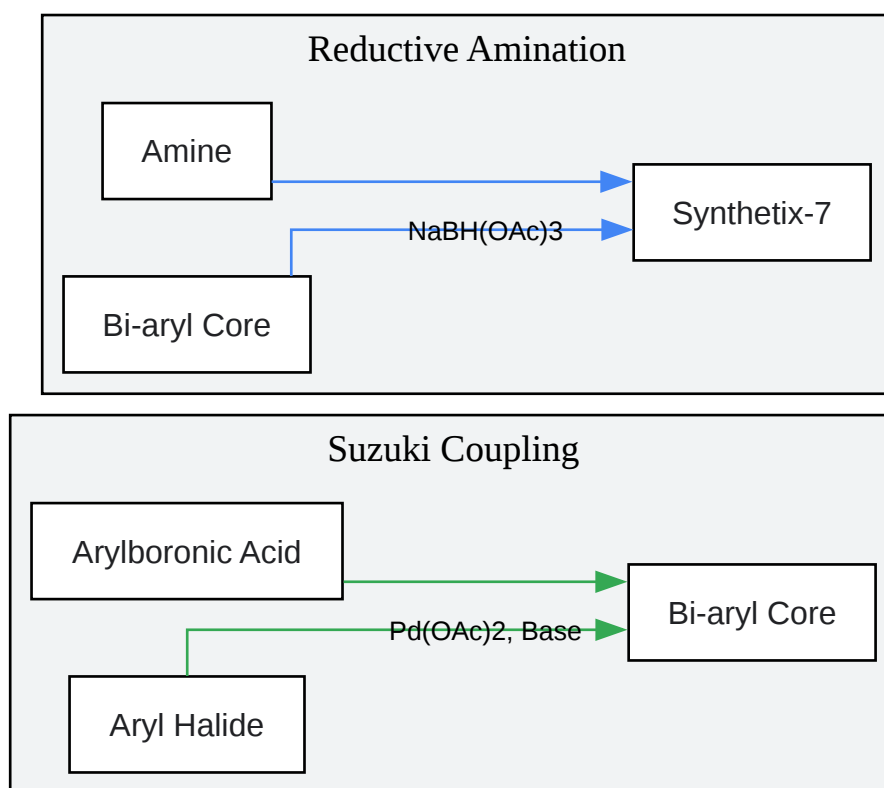 Reductive Amination
Amine
Synthetix-7
NaBH(OAc)3
Bi-aryl Core
Suzuki Coupling
Arylboronic Acid
Bi-aryl Core
Pd(OAc)2, Base
Aryl Halide